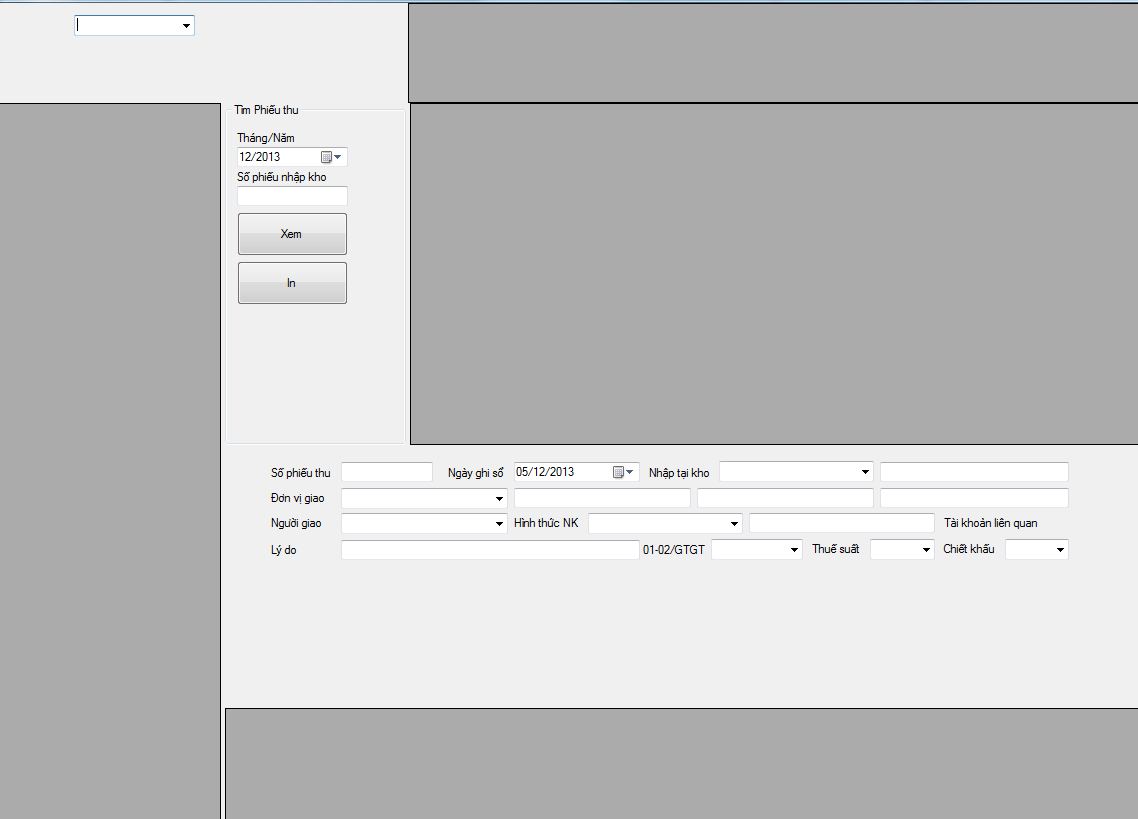 Tìm Phiếu thu
Tháng/Năm
12/2013
Số phiếu nhập kho
Xem
In
Số phiếu thu Ngày ghi sổ 05/12/2013 Nhập tại kho
Đơn vị giao
Người giao Hình thức NK Tài khoản liên quan
Lý do 01-02/GTGT Thuế suất Chiết khấu